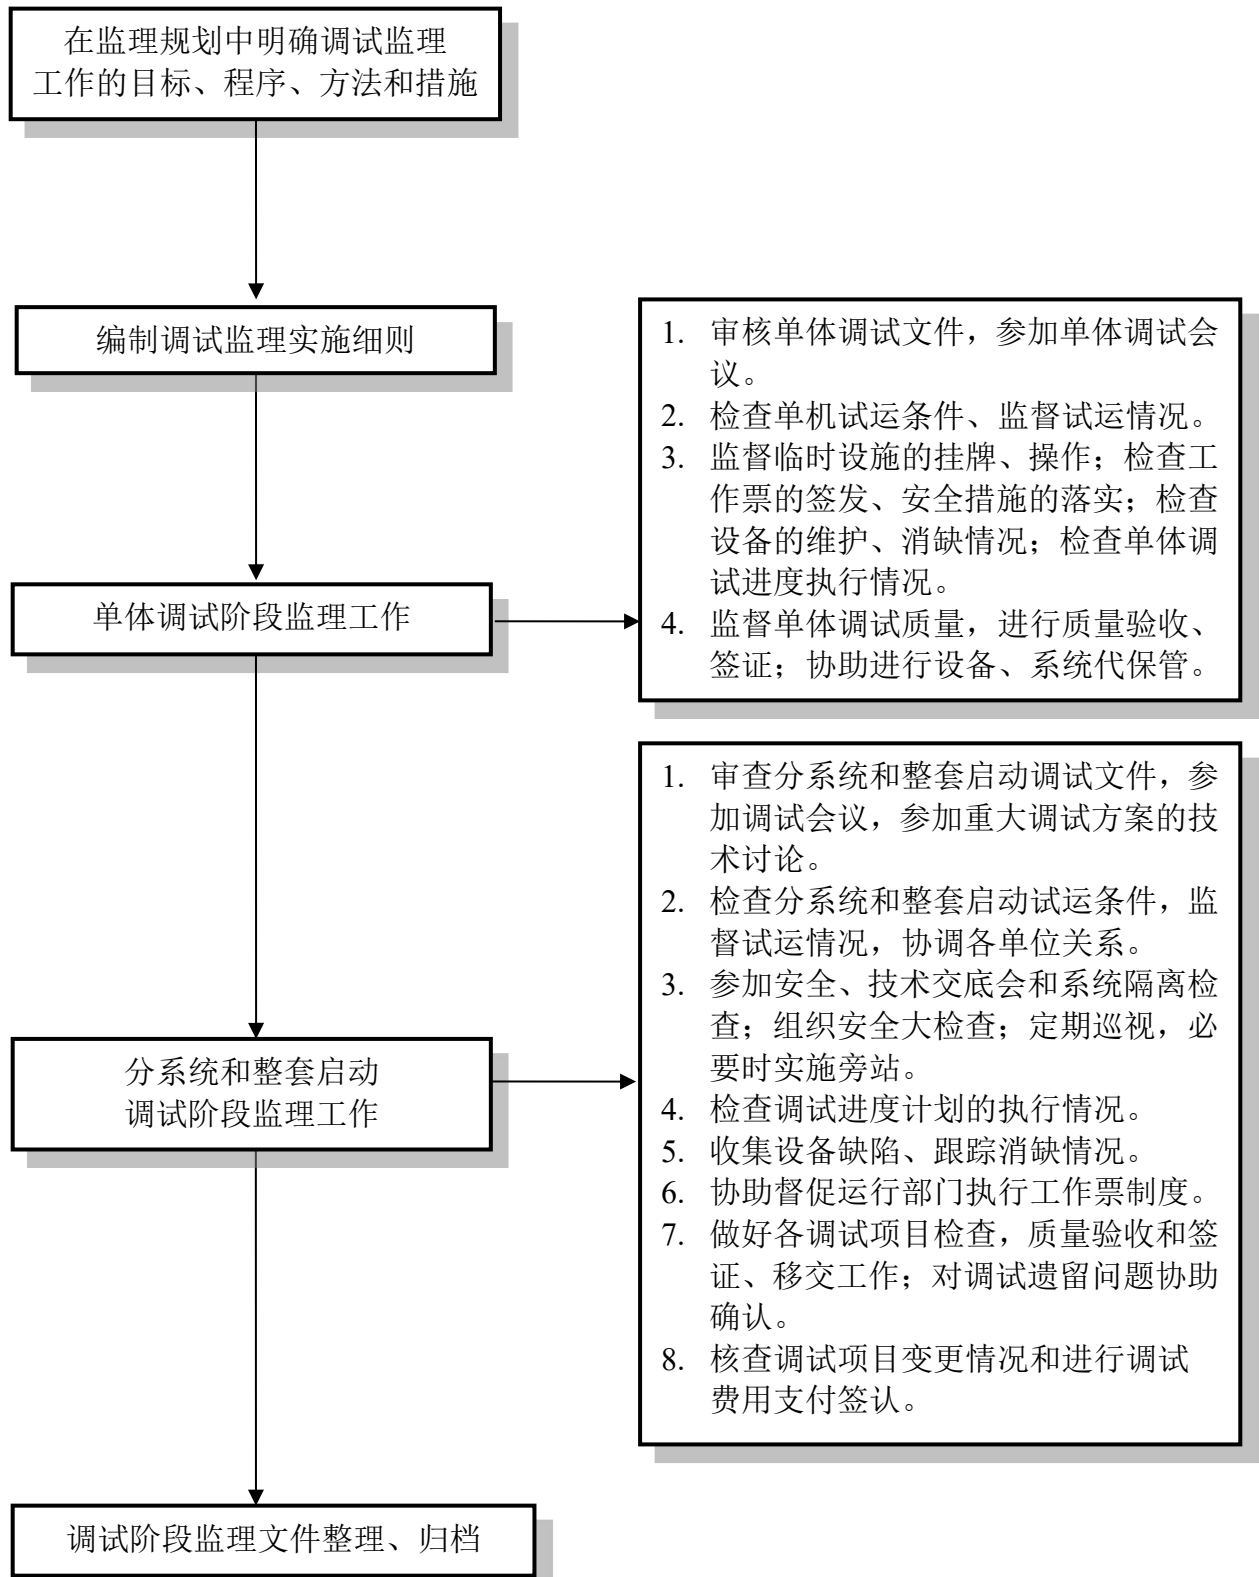 在监理规划中明确调试监理
工作的目标、程序、方法和措施
编制调试监理实施细则
1. 审核单体调试文件，参加单体调试会
议。
2. 检查单机试运条件、监督试运情况。
3. 监督临时设施的挂牌、操作；检查工
作票的签发、安全措施的落实；检查
设备的维护、消缺情况；检查单体调
试进度执行情况。
4. 监督单体调试质量，进行质量验收、
签证；协助进行设备、系统代保管。
单体调试阶段监理工作
1. 审查分系统和整套启动调试文件，参
加调试会议，参加重大调试方案的技
术讨论。
2. 检查分系统和整套启动试运条件，监
督试运情况，协调各单位关系。
3. 参加安全、技术交底会和系统隔离检
查；组织安全大检查；定期巡视，必
要时实施旁站。
4. 检查调试进度计划的执行情况。
5. 收集设备缺陷、跟踪消缺情况。
6. 协助督促运行部门执行工作票制度。
7. 做好各调试项目检查，质量验收和签
证、移交工作；对调试遗留问题协助
确认。
8. 核查调试项目变更情况和进行调试
费用支付签认。
分系统和整套启动
调试阶段监理工作
调试阶段监理文件整理、归档